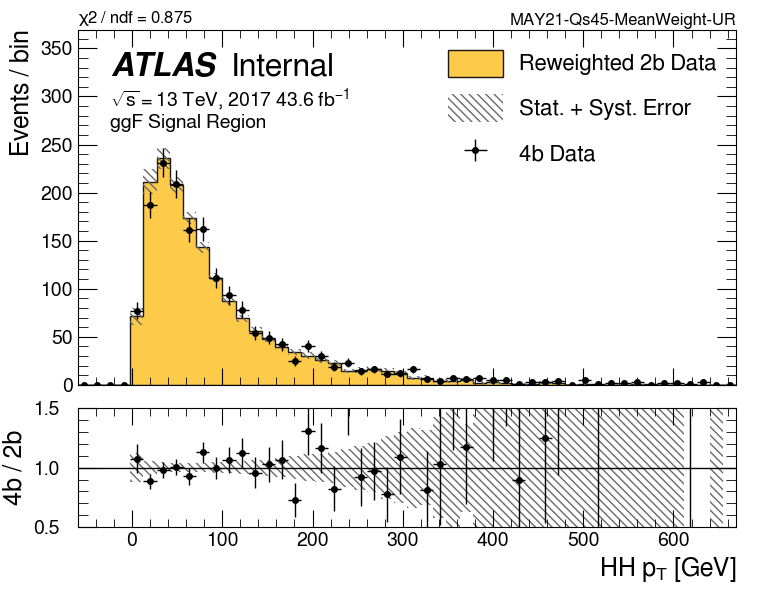 χ2 / ndf = 0.875
MAY21-Qs45-MeanWeight-UR
Events / bin
350
300
250
200
150
100
50
0
ATLAS Internal
√s = 13 TeV, 2017 43.6 fb⁻¹
ggF Signal Region
Reweighted 2b Data
Stat. + Syst. Error
4b Data
4b / 2b
1.5
1.0
0.5
0 100 200 300 400 500 600
HH p_T [GeV]